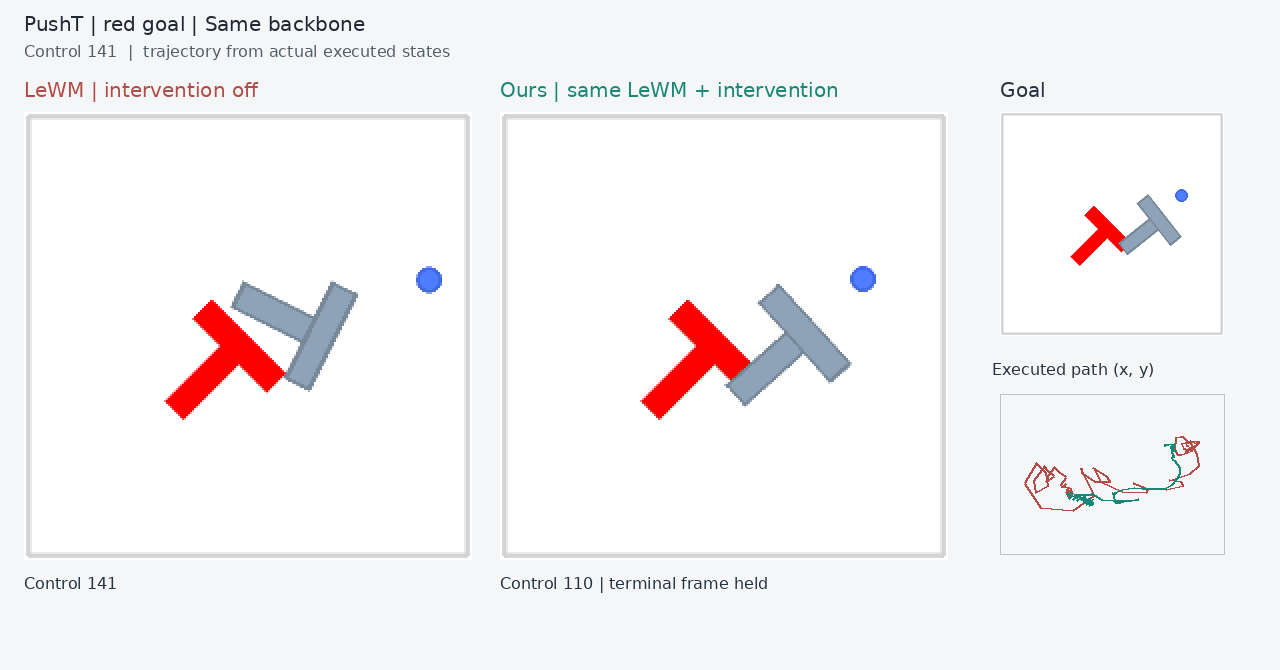 PushT | red goal | Same backbone
Control 141 | trajectory from actual executed states
LeWM | intervention off
Ours | same LeWM + intervention
Goal
Executed path (x, y)
Control 141
Control 110 | terminal frame held